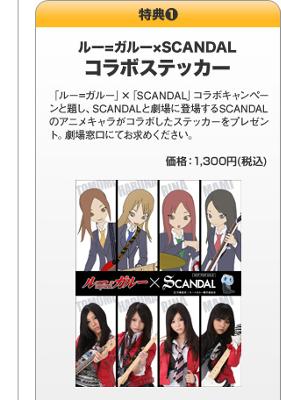 特典❶
ルー=ガルー×SCANDAL
コラボステッカー
「ルー=ガルー」×「SCANDAL」コラボキャンペー
ンと題し、SCANDALと劇場に登場するSCANDAL
のアニメキャラがコラボしたステッカーをプレゼン
ト。劇場窓口にてお求めください。
価格：1,300円(税込)
TOMOMI HARUNA RINA MAMI
ルー=ガルー × SCANDAL